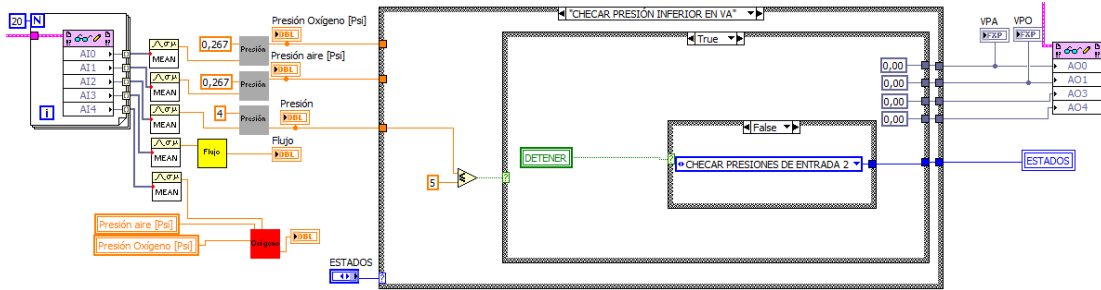 20
N
AI0
AI1
AI2
AI3
AI4
i
MEAN
MEAN
MEAN
MEAN
MEAN
0,267
0,267
4
Presión
Presión
Presión
Flujo
Presión Oxígeno [Psi]
DBL
Presión aire [Psi]
DBL
Presión
DBL
Flujo
DBL
Presión aire [Psi]
Presión Oxígeno [Psi]
Oxígeno
DBL
ESTADOS
5
≤
"CHECAR PRESIÓN INFERIOR EN VA"
True
False
DETENER
CHECAR PRESIONES DE ENTRADA 2
0,00
0,00
0,00
0,00
VPA
FXP
VPO
FXP
AO0
AO1
AO3
AO4
ESTADOS